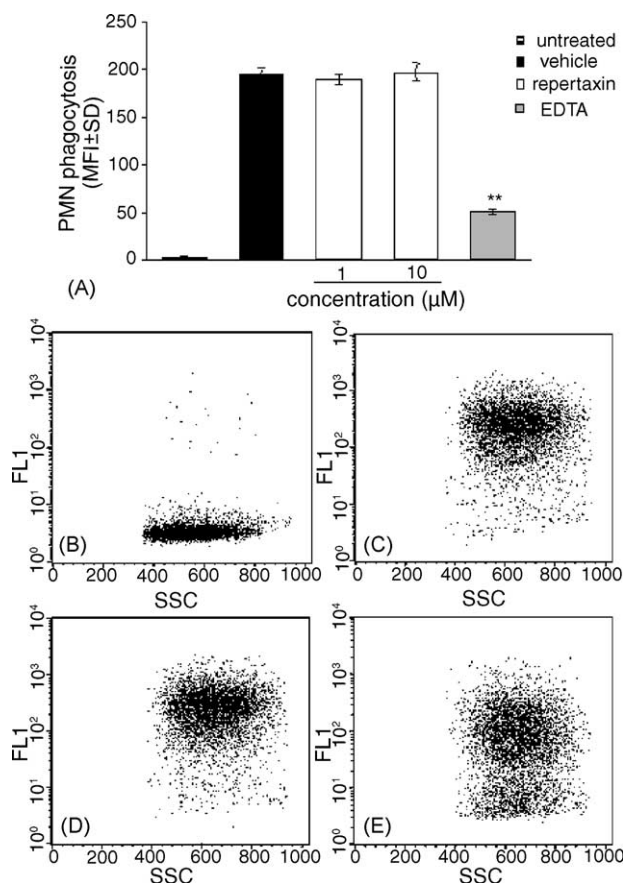 untreated
vehicle
repertaxin
EDTA
PMN phagocytosis
(MFI±SD)
250
200
150
100
50
0
**
1 10
concentration (μM)
(A)
FL1
10⁴
10³
10²
10¹
10⁰
(B)
0 200 400 600 800 1000
SSC
FL1
10⁴
10³
10²
10¹
10⁰
(C)
0 200 400 600 800 1000
SSC
FL1
10⁴
10³
10²
10¹
10⁰
(D)
0 200 400 600 800 1000
SSC
FL1
10⁴
10³
10²
10¹
10⁰
(E)
0 200 400 600 800 1000
SSC